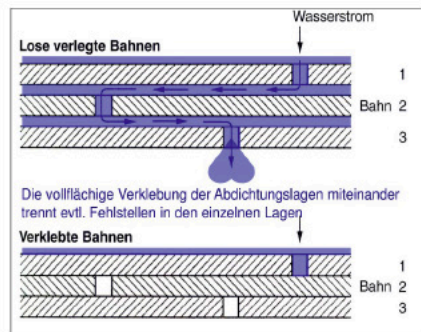 Wasserstrom
Lose verlegte Bahnen
1
Bahn 2
3
Die vollflächige Verklebung der Abdichtungslagen miteinander
trennt evtl. Fehlstellen in den einzelnen Lagen
Verklebte Bahnen
1
Bahn 2
3